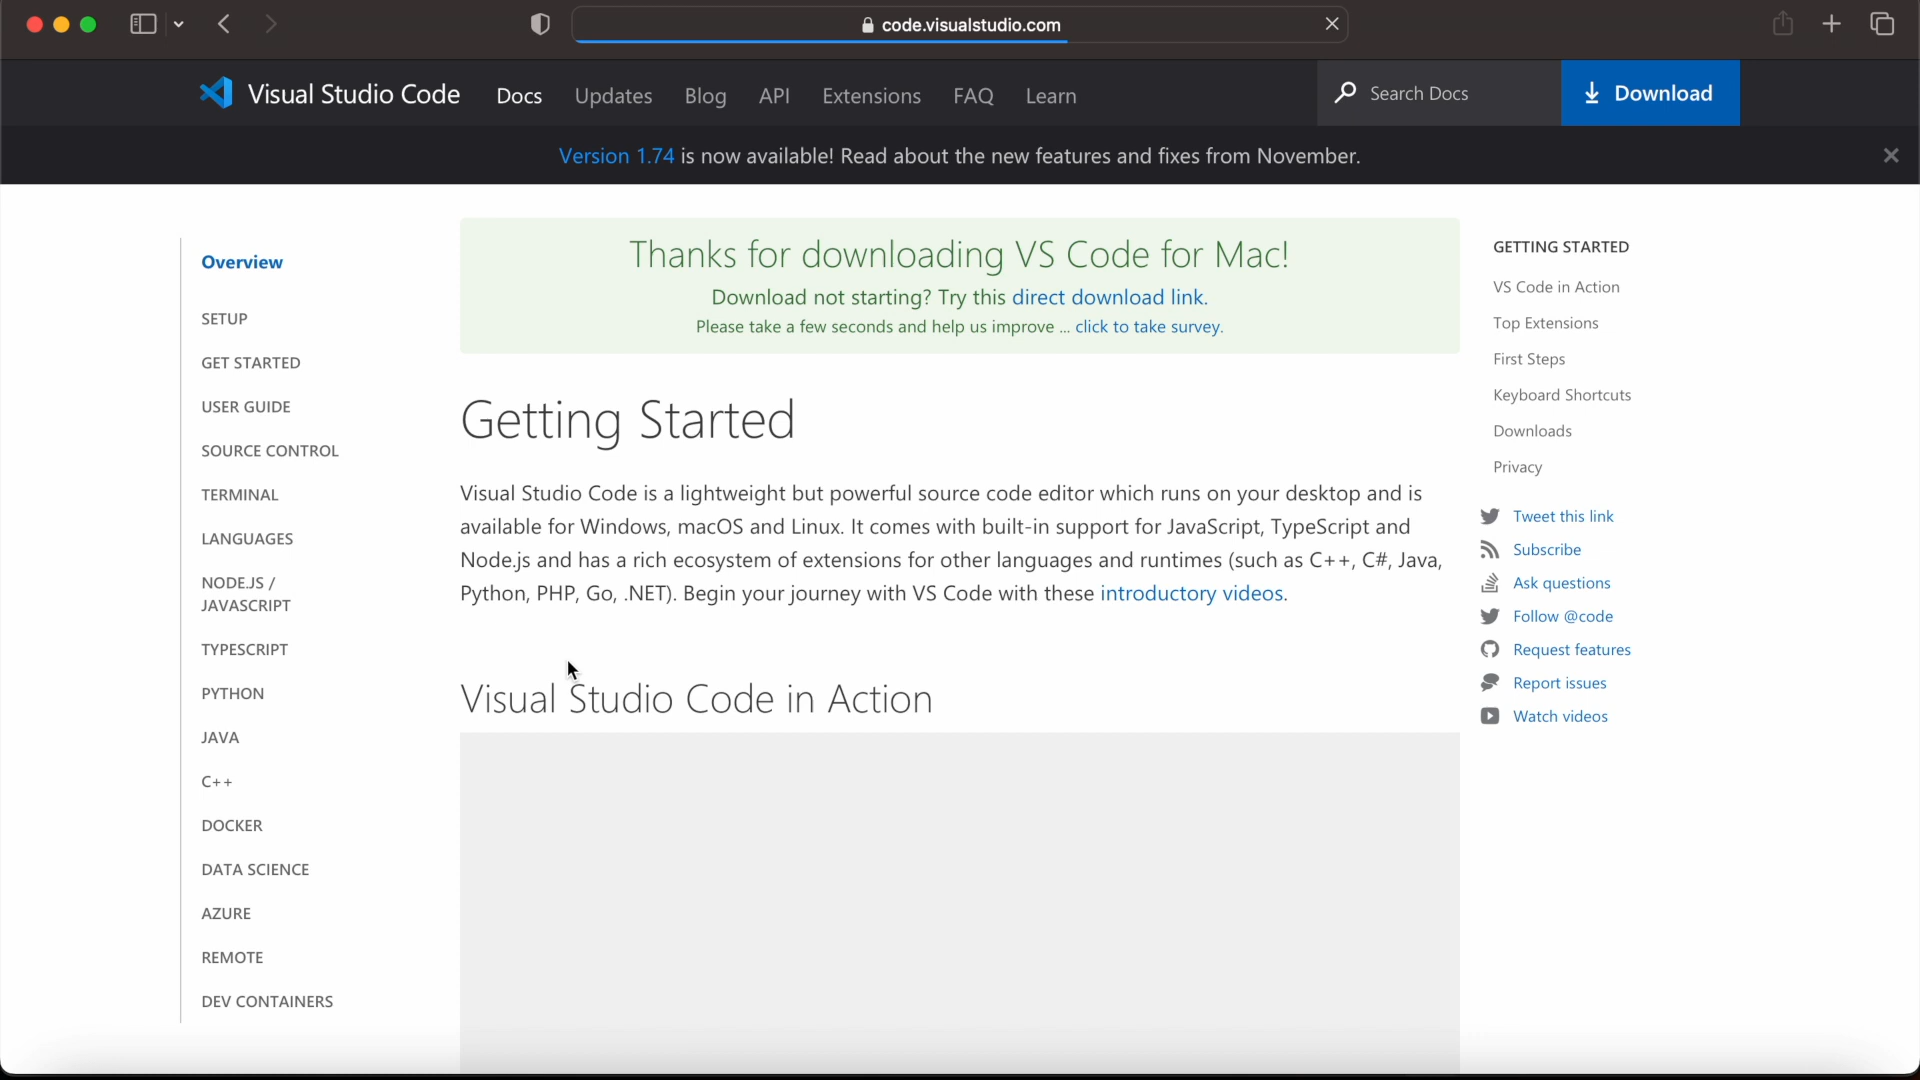 code.visualstudio.com
Visual Studio Code
Docs
Updates
Blog
API
Extensions
FAQ
Learn
Search Docs
Download
Version 1.74 is now available! Read about the new features and fixes from November.
Overview
SETUP
GET STARTED
USER GUIDE
SOURCE CONTROL
TERMINAL
LANGUAGES
NODE.JS /
JAVASCRIPT
TYPESCRIPT
PYTHON
JAVA
C++
DOCKER
DATA SCIENCE
AZURE
REMOTE
DEV CONTAINERS
Thanks for downloading VS Code for Mac!
Download not starting? Try this direct download link.
Please take a few seconds and help us improve ... click to take survey.
Getting Started
Visual Studio Code is a lightweight but powerful source code editor which runs on your desktop and is
available for Windows, macOS and Linux. It comes with built-in support for JavaScript, TypeScript and
Node.js and has a rich ecosystem of extensions for other languages and runtimes (such as C++, C#, Java,
Python, PHP, Go, .NET). Begin your journey with VS Code with these introductory videos.
Visual Studio Code in Action
GETTING STARTED
VS Code in Action
Top Extensions
First Steps
Keyboard Shortcuts
Downloads
Privacy
Tweet this link
Subscribe
Ask questions
Follow @code
Request features
Report issues
Watch videos